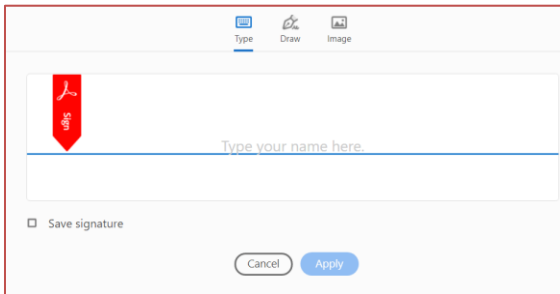 Type Draw Image
Sign
Type your name here.
Save signature
Cancel Apply